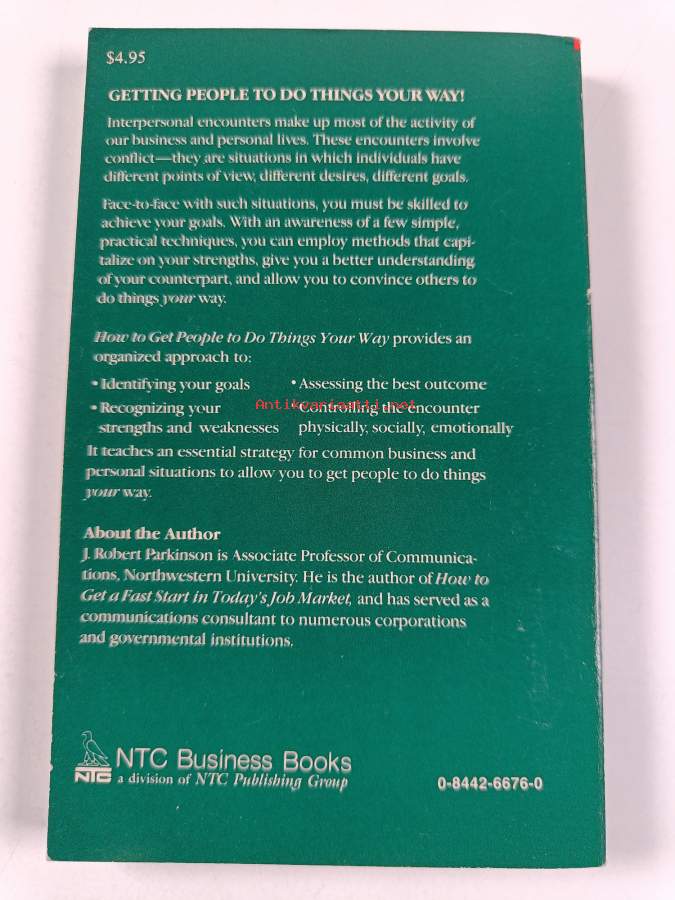 $4.95
GETTING PEOPLE TO DO THINGS YOUR WAY!
Interpersonal encounters make up most of the activity of
our business and personal lives. These encounters involve
conflict—they are situations in which individuals have
different points of view, different desires, different goals.
Face-to-face with such situations, you must be skilled to
achieve your goals. With an awareness of a few simple,
practical techniques, you can employ methods that capi-
talize on your strengths, give you a better understanding
of your counterpart, and allow you to convince others to
do things your way.
How to Get People to Do Things Your Way provides an
organized approach to:
• Identifying your goals
• Recognizing your
strengths and weaknesses
• Assessing the best outcome
• controlling the encounter
physically, socially, emotionally
Antikvariaatti.net
It teaches an essential strategy for common business and
personal situations to allow you to get people to do things
your way.
About the Author
J. Robert Parkinson is Associate Professor of Communica-
tions, Northwestern University. He is the author of How to
Get a Fast Start in Today's Job Market, and has served as a
communications consultant to numerous corporations
and governmental institutions.
NTC
NTC Business Books
a division of NTC Publishing Group
0-8442-6676-0